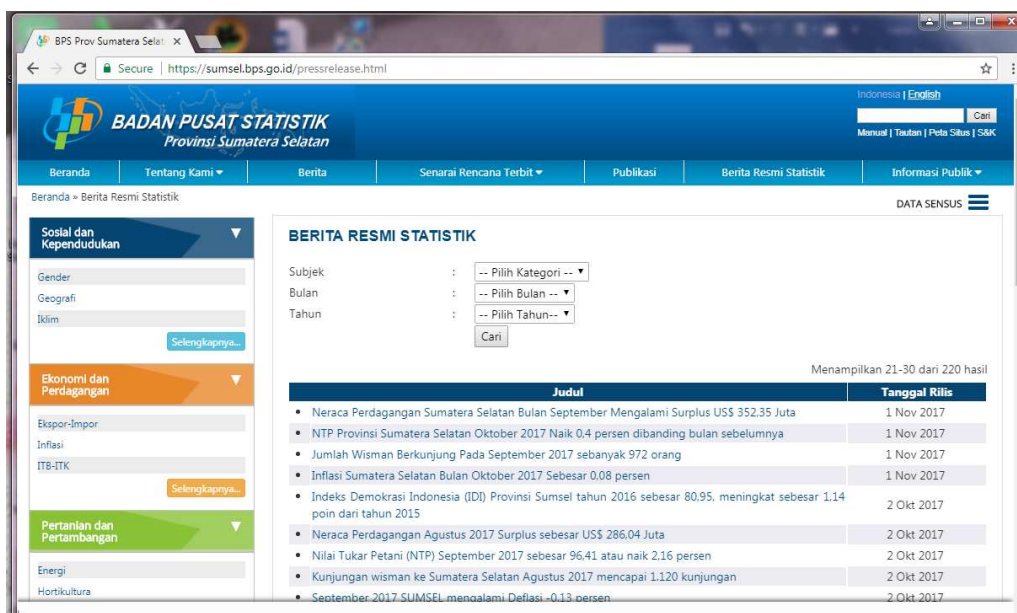 BPS Prov Sumatera Selat
Secure | https://sumsel.bps.go.id/pressrelease.html
Indonesia | English
Cari
Manual | Tautan | Peta Situs | S&K
BADAN PUSAT STATISTIK
Provinsi Sumatera Selatan
Beranda Tentang Kami Berita Senarai Rencana Terbit Publikasi Berita Resmi Statistik Informasi Publik
Beranda » Berita Resmi Statistik
DATA SENSUS
Sosial dan
Kependudukan
Gender
Geografi
Iklim
Selengkapnya...
Ekonomi dan
Perdagangan
Ekspor-Impor
Inflasi
ITB-ITK
Selengkapnya...
Pertanian dan
Pertambangan
Energi
Hortikultura
BERITA RESMI STATISTIK
Subjek : -- Pilih Kategori --
Bulan : -- Pilih Bulan --
Tahun : -- Pilih Tahun--
Cari
Menampilkan 21-30 dari 220 hasil
Judul Tanggal Rilis
• Neraca Perdagangan Sumatera Selatan Bulan September Mengalami Surplus US$ 352.35 Juta 1 Nov 2017
• NTP Provinsi Sumatera Selatan Oktober 2017 Naik 0,4 persen dibanding bulan sebelumnya 1 Nov 2017
• Jumlah Wisman Berkunjung Pada September 2017 sebanyak 972 orang 1 Nov 2017
• Inflasi Sumatera Selatan Bulan Oktober 2017 Sebesar 0.08 persen 1 Nov 2017
• Indeks Demokrasi Indonesia (IDI) Provinsi Sumsel tahun 2016 sebesar 80,95, meningkat sebesar 1,14
poin dari tahun 2015 2 Okt 2017
• Neraca Perdagangan Agustus 2017 Surplus sebesar US$ 286,04 Juta 2 Okt 2017
• Nilai Tukar Petani (NTP) September 2017 sebesar 96,41 atau naik 2,16 persen 2 Okt 2017
• Kunjungan wisman ke Sumatera Selatan Agustus 2017 mencapai 1.120 kunjungan 2 Okt 2017
• September 2017 SUMSEL mengalami Deflasi -0.13 persen 2 Okt 2017